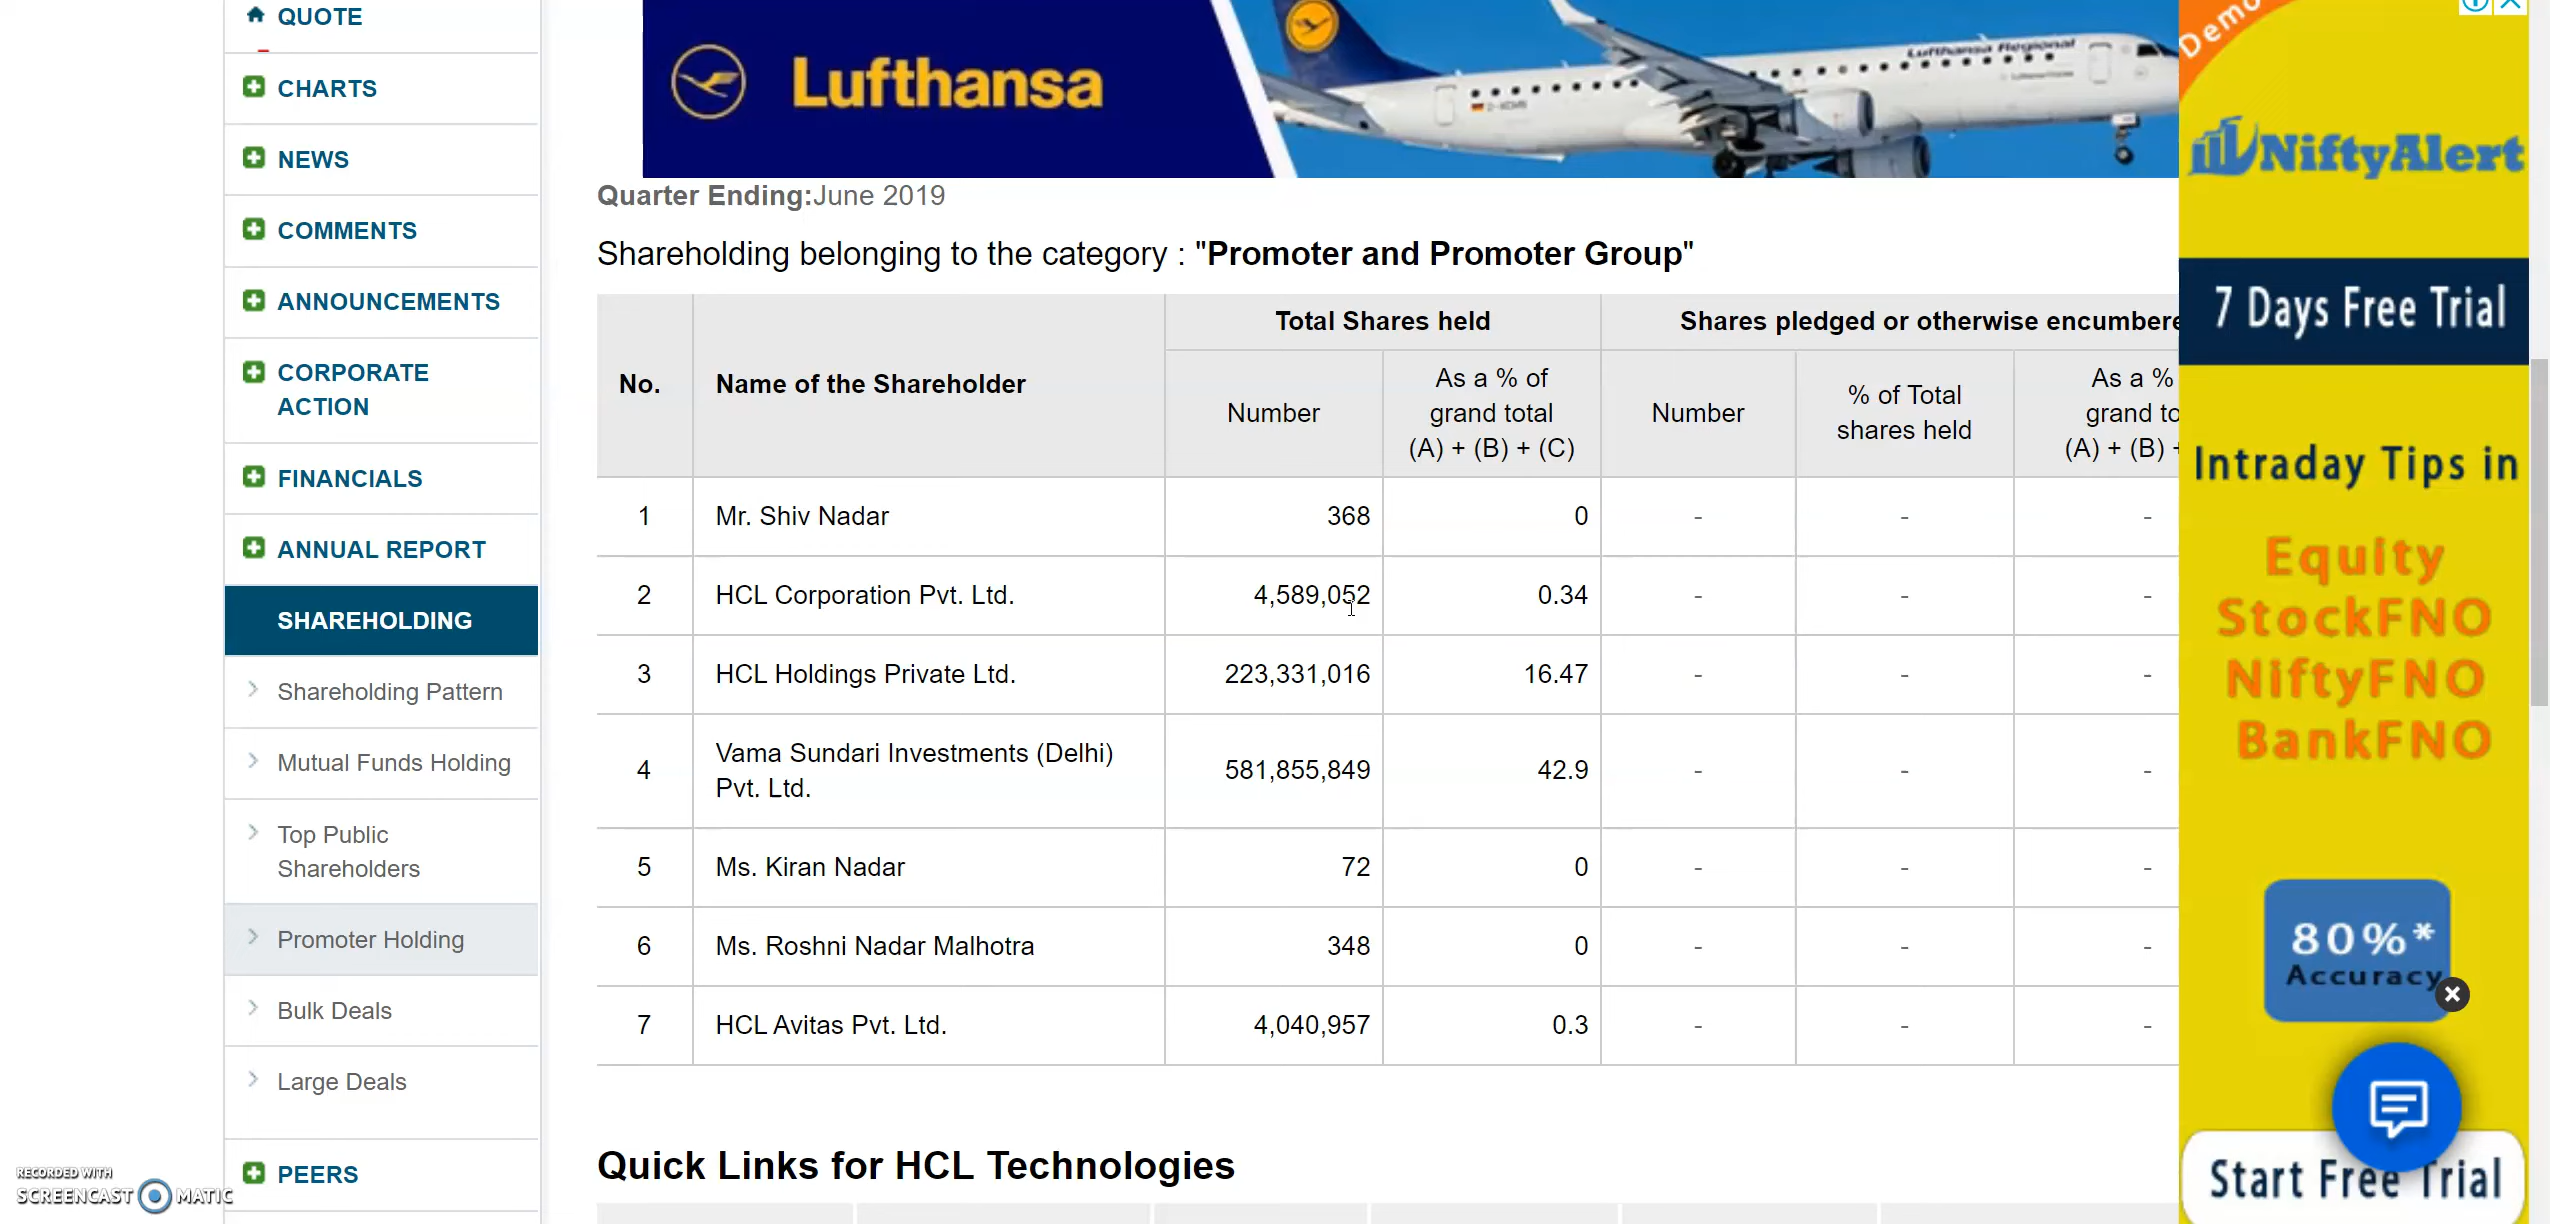 QUOTE
CHARTS
NEWS
COMMENTS
ANNOUNCEMENTS
CORPORATE
ACTION
FINANCIALS
ANNUAL REPORT
SHAREHOLDING
Shareholding Pattern
Mutual Funds Holding
Top Public
Shareholders
Promoter Holding
Bulk Deals
Large Deals
PEERS
RECORDED WITH
SCREENCAST MATIC
Lufthansa
Lufthansa Regional
Quarter Ending:June 2019
Shareholding belonging to the category : "Promoter and Promoter Group"
Total Shares held
Shares pledged or otherwise encumbere
No.
Name of the Shareholder
Number
As a % of
grand total
(A) + (B) + (C)
Number
% of Total
shares held
As a %
grand to
(A) + (B) +
1 Mr. Shiv Nadar 368 0 - - -
2 HCL Corporation Pvt. Ltd. 4,589,052 0.34 - - -
3 HCL Holdings Private Ltd. 223,331,016 16.47 - - -
4 Vama Sundari Investments (Delhi)
Pvt. Ltd. 581,855,849 42.9 - - -
5 Ms. Kiran Nadar 72 0 - - -
6 Ms. Roshni Nadar Malhotra 348 0 - - -
7 HCL Avitas Pvt. Ltd. 4,040,957 0.3 - - -
Quick Links for HCL Technologies
Demo
NiftyAlert
7 Days Free Trial
Intraday Tips in
Equity
StockFNO
NiftyFNO
BankFNO
80%*
Accuracy
Start Free Trial